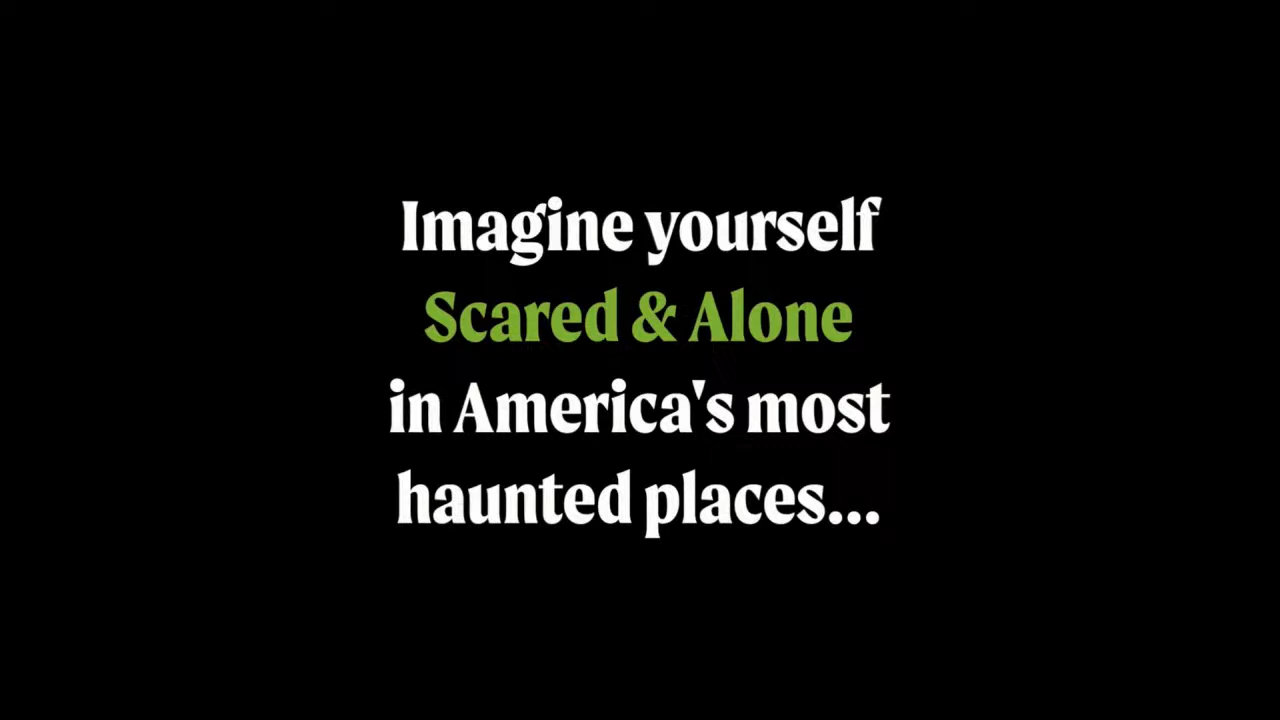 Imagine yourself
Scared & Alone
in America's most
haunted places...